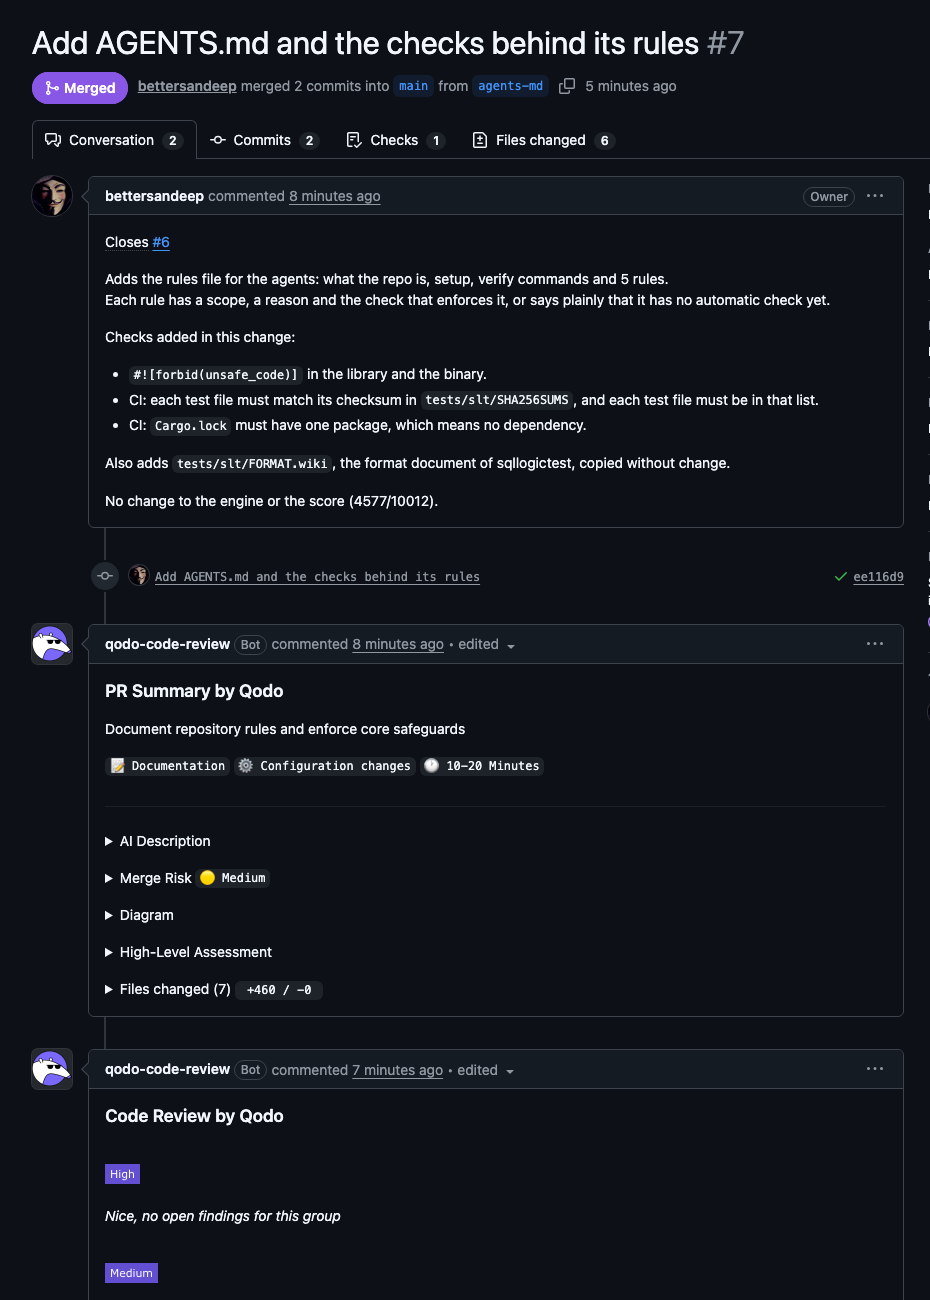 Add AGENTS.md and the checks behind its rules #7
Merged bettersandeep merged 2 commits into main from agents-md 5 minutes ago
Conversation 2 Commits 2 Checks 1 Files changed 6
bettersandeep commented 8 minutes ago Owner
Closes #6
Adds the rules file for the agents: what the repo is, setup, verify commands and 5 rules.
Each rule has a scope, a reason and the check that enforces it, or says plainly that it has no automatic check yet.
Checks added in this change:
• #![forbid(unsafe_code)] in the library and the binary.
• CI: each test file must match its checksum in tests/slt/SHA256SUMS, and each test file must be in that list.
• CI: Cargo.lock must have one package, which means no dependency.
Also adds tests/slt/FORMAT.wiki, the format document of sqllogictest, copied without change.
No change to the engine or the score (4577/10012).
Add AGENTS.md and the checks behind its rules ee116d9
qodo-code-review Bot commented 8 minutes ago • edited
PR Summary by Qodo
Document repository rules and enforce core safeguards
📝 Documentation ⚙️ Configuration changes 🕐 10-20 Minutes
AI Description
Merge Risk 🟡 Medium
Diagram
High-Level Assessment
Files changed (7) +460 / -0
qodo-code-review Bot commented 7 minutes ago • edited
Code Review by Qodo
High
Nice, no open findings for this group
Medium